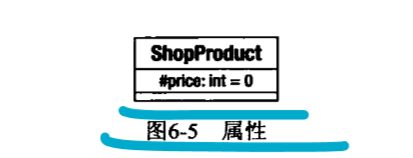 ShopProduct
#price: int = 0
图6-5 属性